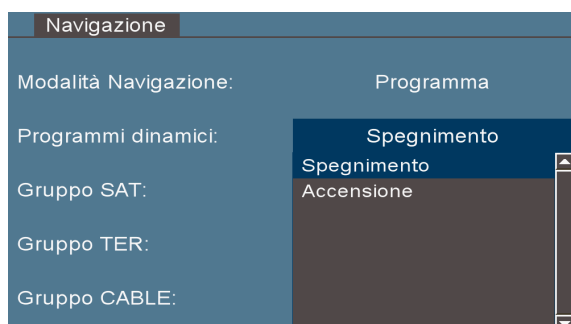 Navigazione
Modalità Navigazione: Programma
Programmi dinamici: Spegnimento
Spegnimento
Gruppo SAT: Accensione
Gruppo TER:
Gruppo CABLE: